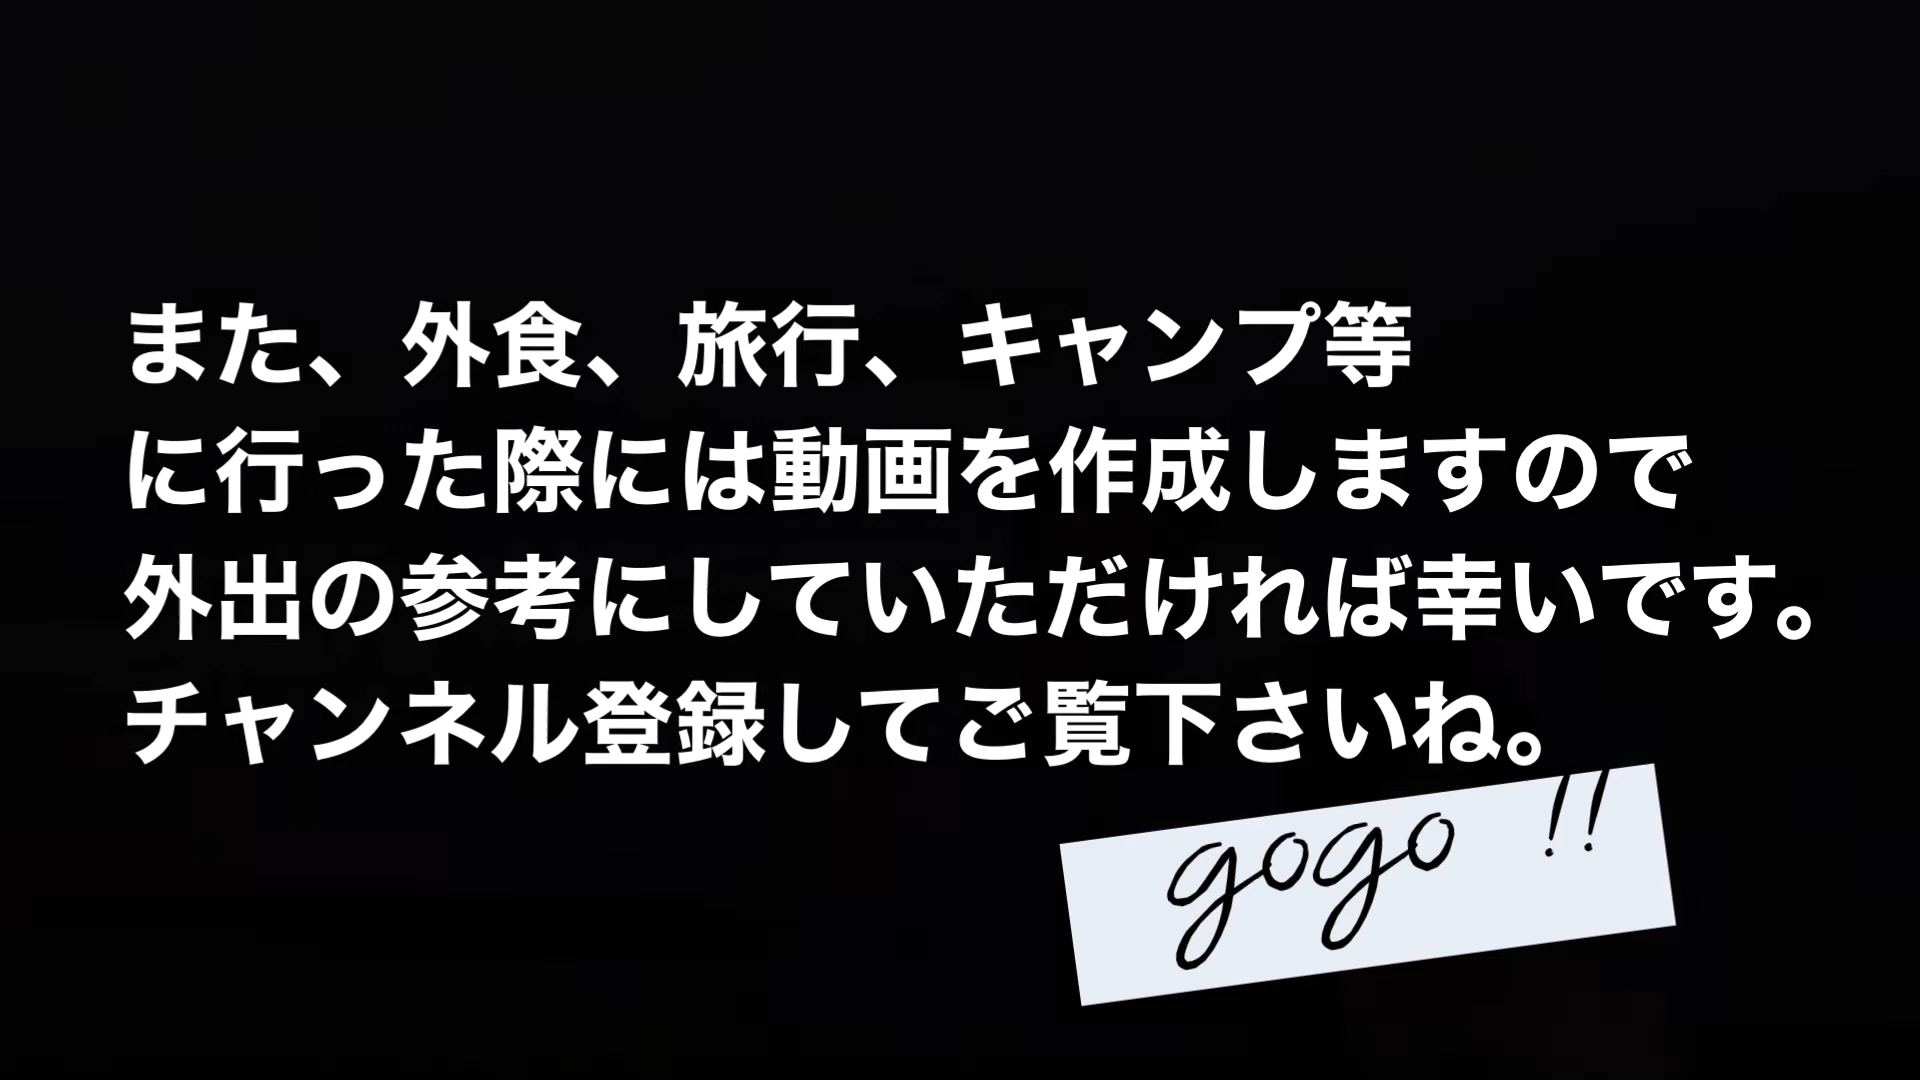 また、外食、旅行、キャンプ等
に行った際には動画を作成しますので
外出の参考にしていただければ幸いです。
チャンネル登録してご覧下さいね。
gogo !!